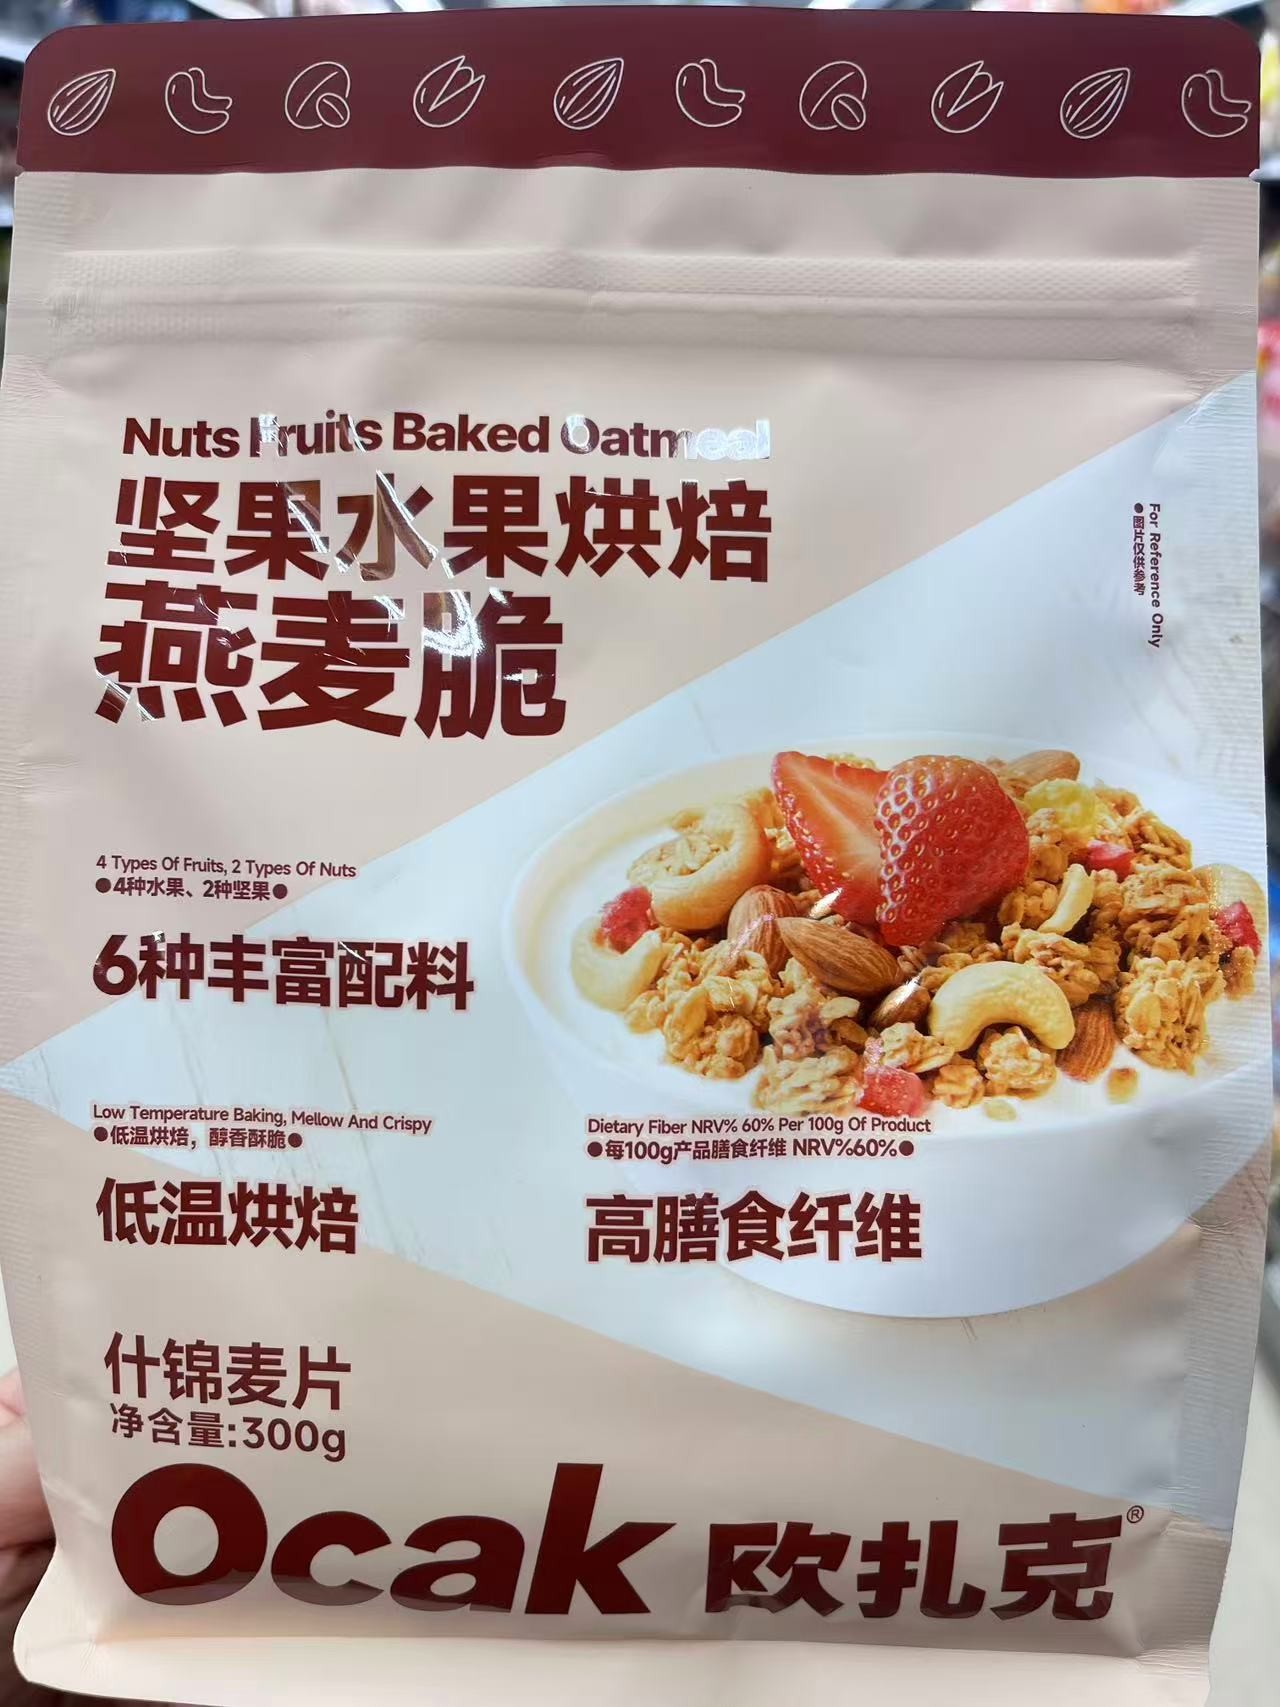 Nuts Fruits Baked Oatmeal
坚果水果烘焙
燕麦脆
For Reference Only
●图片仅供参考
4 Types Of Fruits, 2 Types Of Nuts
●4种水果、2种坚果●
6种丰富配料
Low Temperature Baking, Mellow And Crispy
●低温烘焙，醇香酥脆●
低温烘焙
Dietary Fiber NRV% 60% Per 100g Of Product
●每100g产品膳食纤维 NRV%60%●
高膳食纤维
什锦麦片
净含量:300g
Ocak 欧扎克®